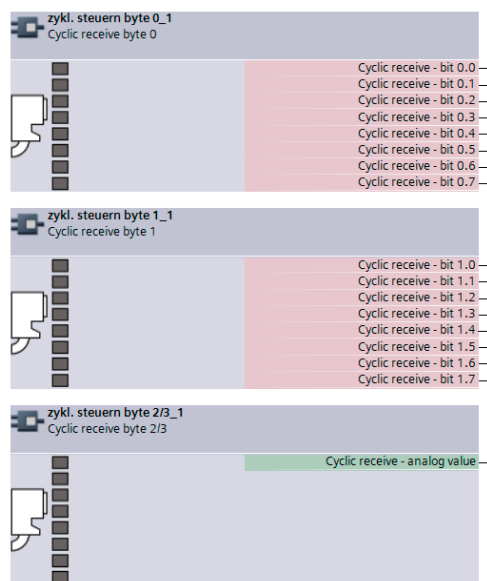 zykl. steuern byte 0_1
Cyclic receive byte 0
Cyclic receive - bit 0.0
Cyclic receive - bit 0.1
Cyclic receive - bit 0.2
Cyclic receive - bit 0.3
Cyclic receive - bit 0.4
Cyclic receive - bit 0.5
Cyclic receive - bit 0.6
Cyclic receive - bit 0.7
zykl. steuern byte 1_1
Cyclic receive byte 1
Cyclic receive - bit 1.0
Cyclic receive - bit 1.1
Cyclic receive - bit 1.2
Cyclic receive - bit 1.3
Cyclic receive - bit 1.4
Cyclic receive - bit 1.5
Cyclic receive - bit 1.6
Cyclic receive - bit 1.7
zykl. steuern byte 2/3_1
Cyclic receive byte 2/3
Cyclic receive - analog value